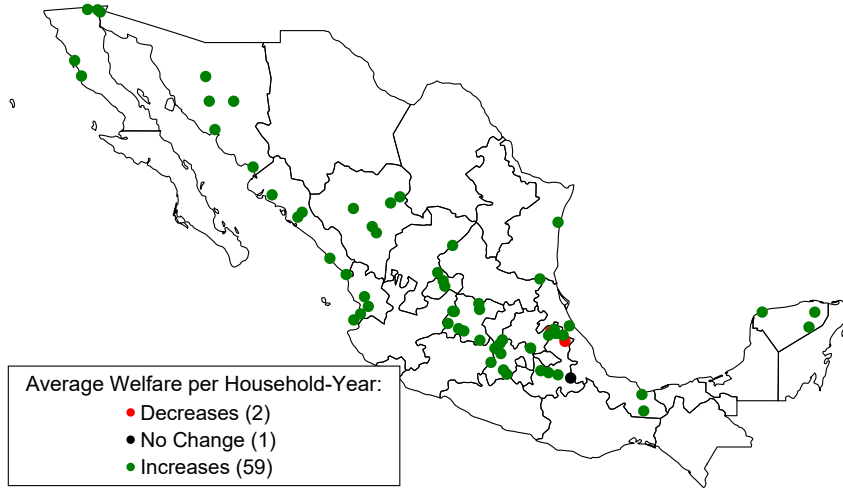 Average Welfare per Household-Year:
Decreases (2)
No Change (1)
Increases (59)